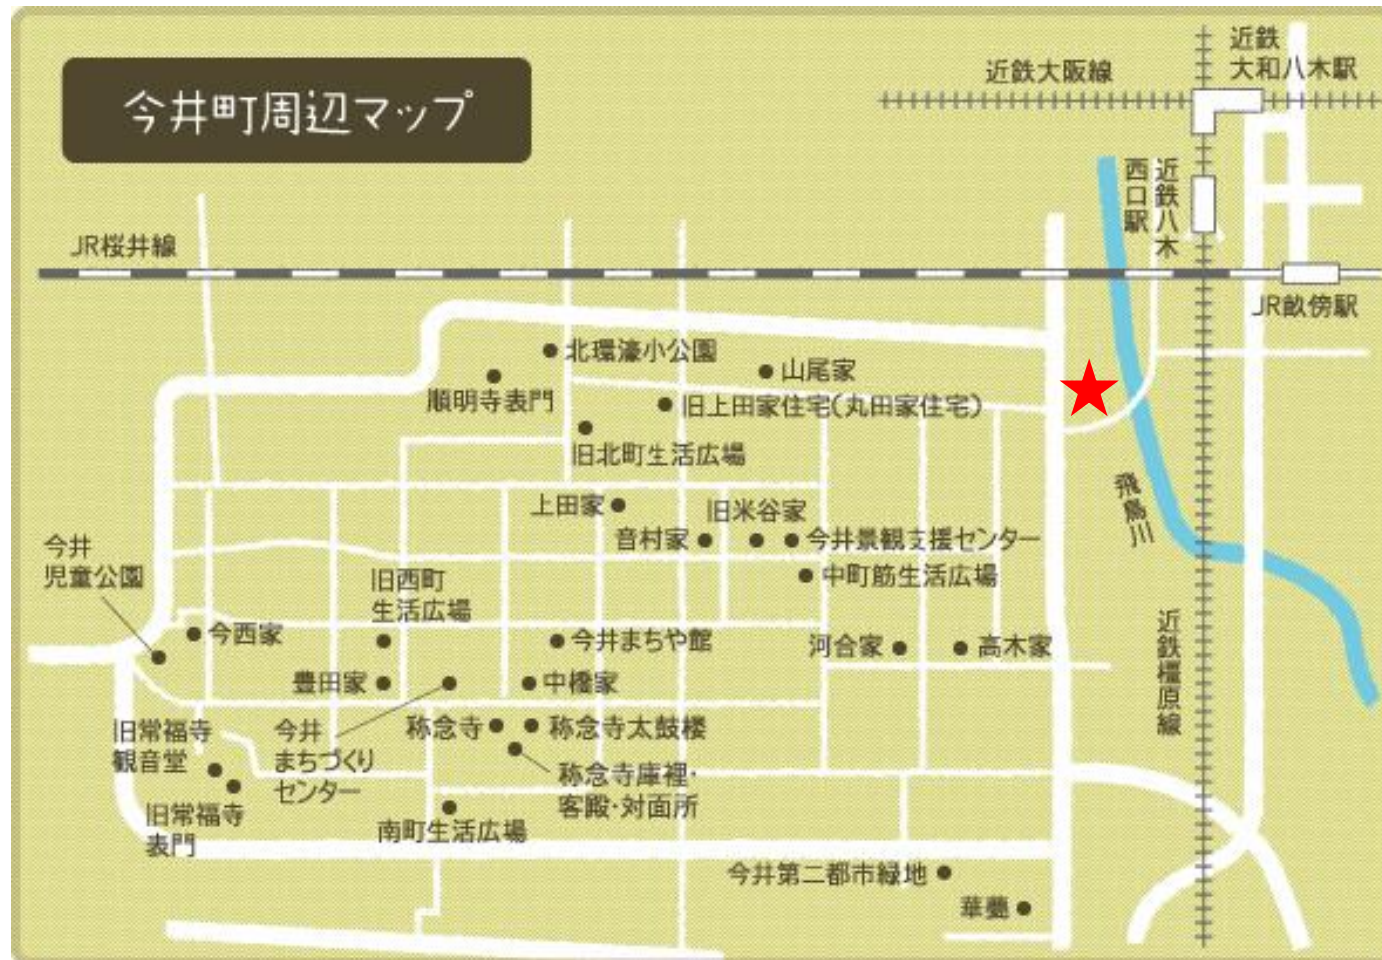 今井町周辺マップ
近鉄
大和八木駅
近鉄大阪線
近鉄八木
西口駅
JR桜井線
JR畝傍駅
北環濠小公園
山尾家
順明寺表門
旧上田家住宅(丸田家住宅)
旧北町生活広場
飛鳥川
上田家
旧米谷家
音村家
今井景観支援センター
今井
児童公園
旧西町
生活広場
中町筋生活広場
今西家
今井まちや館
河合家
高木家
近鉄橿原線
豊田家
中橋家
旧常福寺
観音堂
今井
まちづくり
センター
称念寺
称念寺太鼓楼
称念寺庫裡・
客殿・対面所
旧常福寺
表門
南町生活広場
今井第二都市緑地
華甍